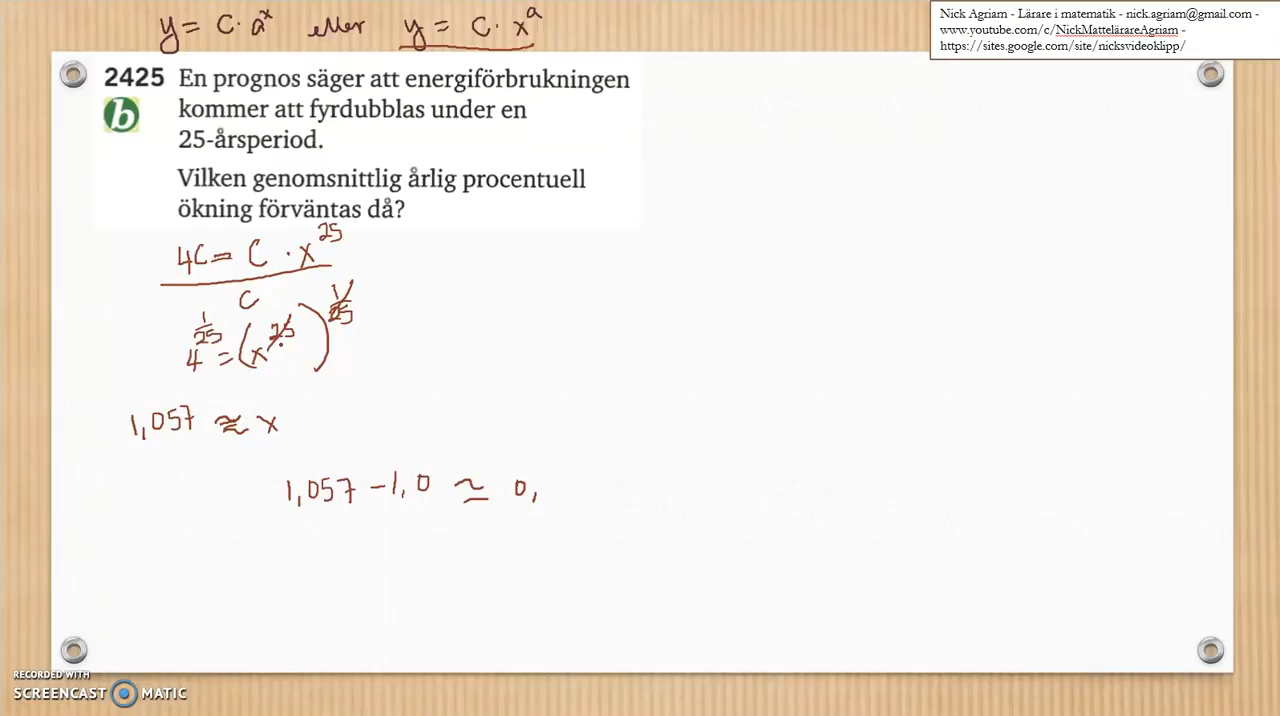 y = C · a^x eller y = C · x^a
Nick Agriam - Lärare i matematik - nick.agriam@gmail.com -
www.youtube.com/c/NickMattelärareAgriam -
https://sites.google.com/site/nicksvideoklipp/
2425 En prognos säger att energiförbrukningen
b kommer att fyrdubblas under en
25-årsperiod.
Vilken genomsnittlig årlig procentuell
ökning förväntas då?
4C = C · x^25
C
4^(1/25) = (x^25)^(1/25)
1,057 ≈ x
1,057 - 1,0 ≃ 0,
RECORDED WITH
SCREENCAST MATIC